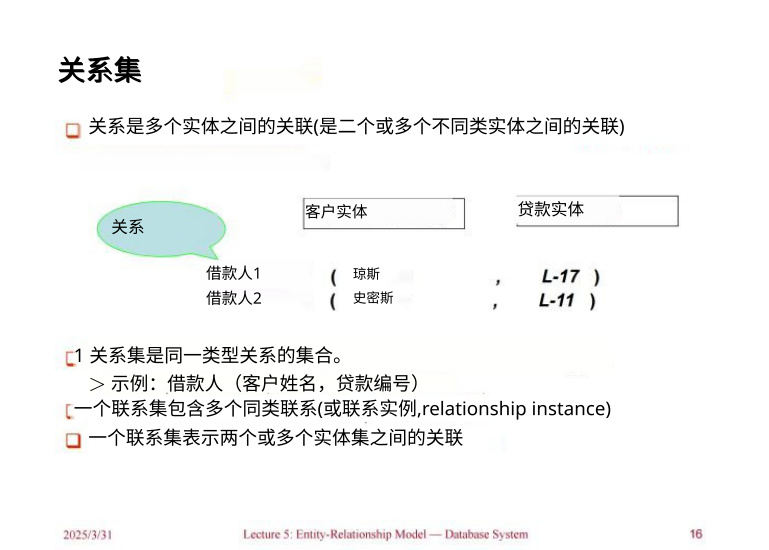 关系集
关系是多个实体之间的关联(是二个或多个不同类实体之间的关联)
关系
客户实体
贷款实体
借款人1 ( 琼斯 , L-17 )
借款人2 ( 史密斯 , L-11 )
1 关系集是同一类型关系的集合。
＞示例：借款人（客户姓名，贷款编号）
一个联系集包含多个同类联系(或联系实例,relationship instance)
一个联系集表示两个或多个实体集之间的关联
2025/3/31
Lecture 5: Entity-Relationship Model — Database System
16